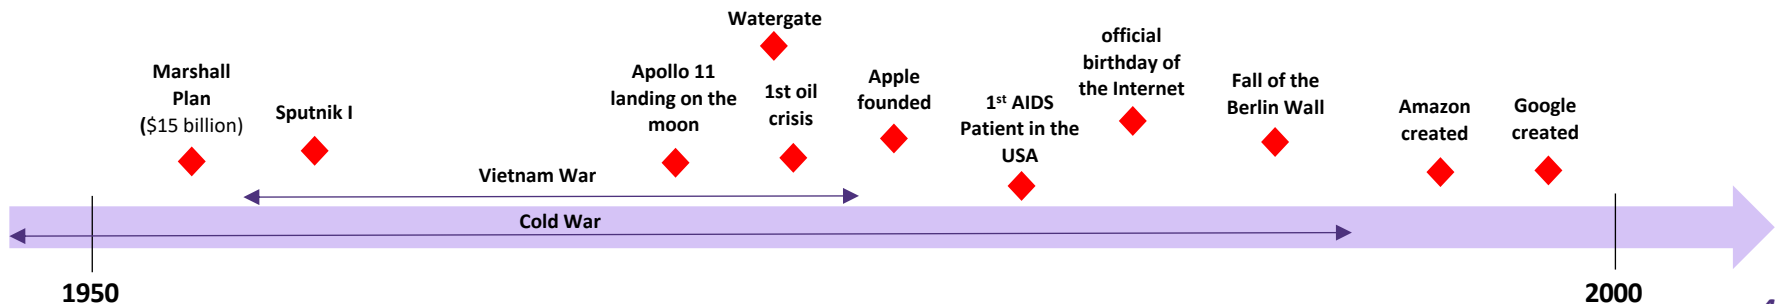 Marshall
Plan
($15 billion)
Sputnik I
Apollo 11
landing on the
moon
Watergate
1st oil
crisis
Apple
founded
1st AIDS
Patient in the
USA
official
birthday of
the Internet
Fall of the
Berlin Wall
Amazon
created
Google
created
Vietnam War
Cold War
1950
2000